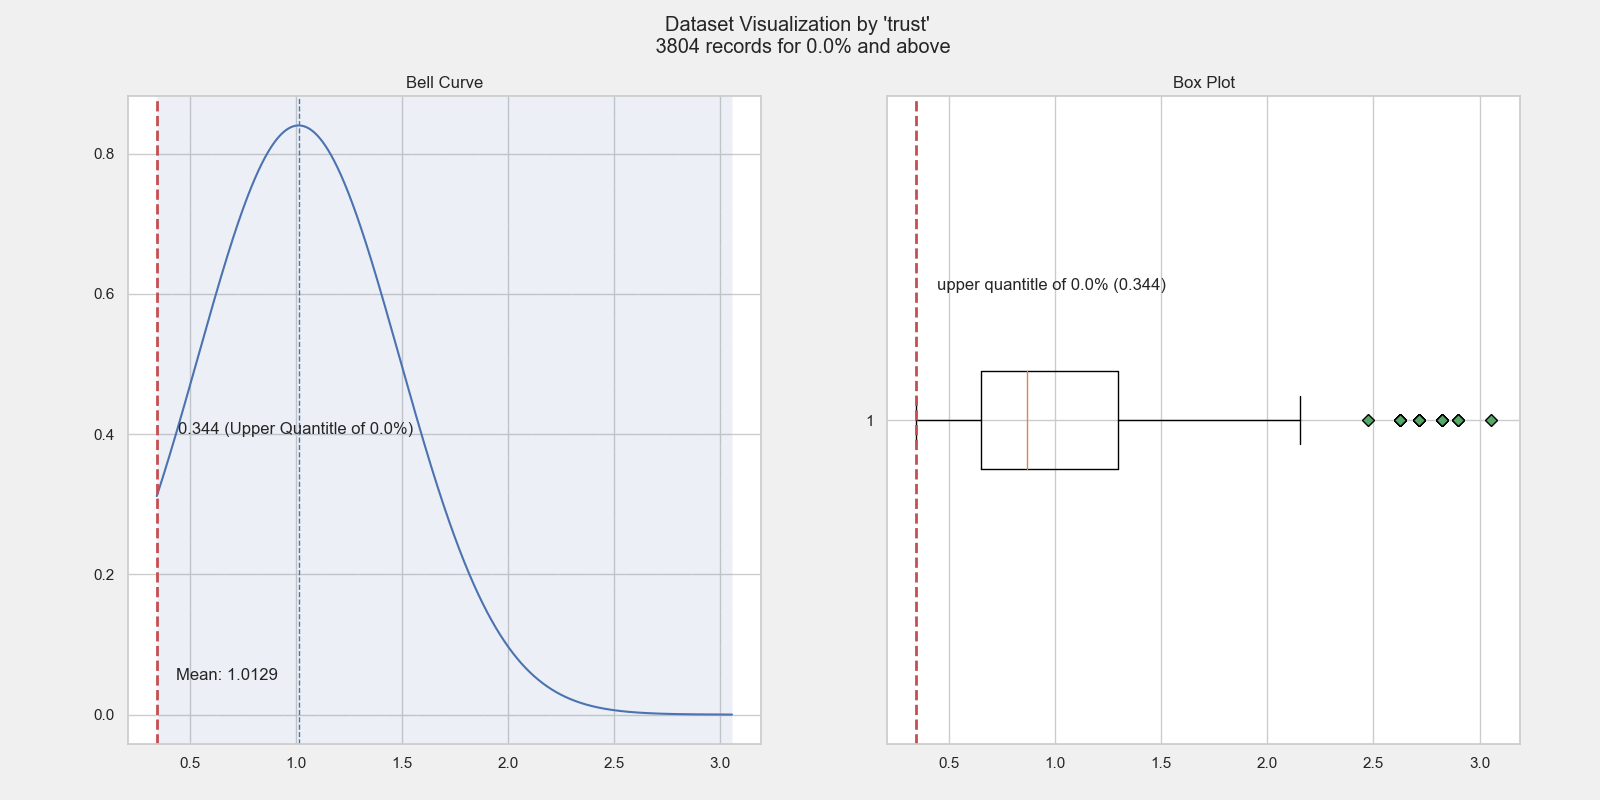 Dataset Visualization by 'trust'
3804 records for 0.0% and above
Bell Curve
0.8
0.6
0.4
0.2
0.0
0.344 (Upper Quantitle of 0.0%)
Mean: 1.0129
0.5 1.0 1.5 2.0 2.5 3.0
Box Plot
upper quantitle of 0.0% (0.344)
1
0.5 1.0 1.5 2.0 2.5 3.0